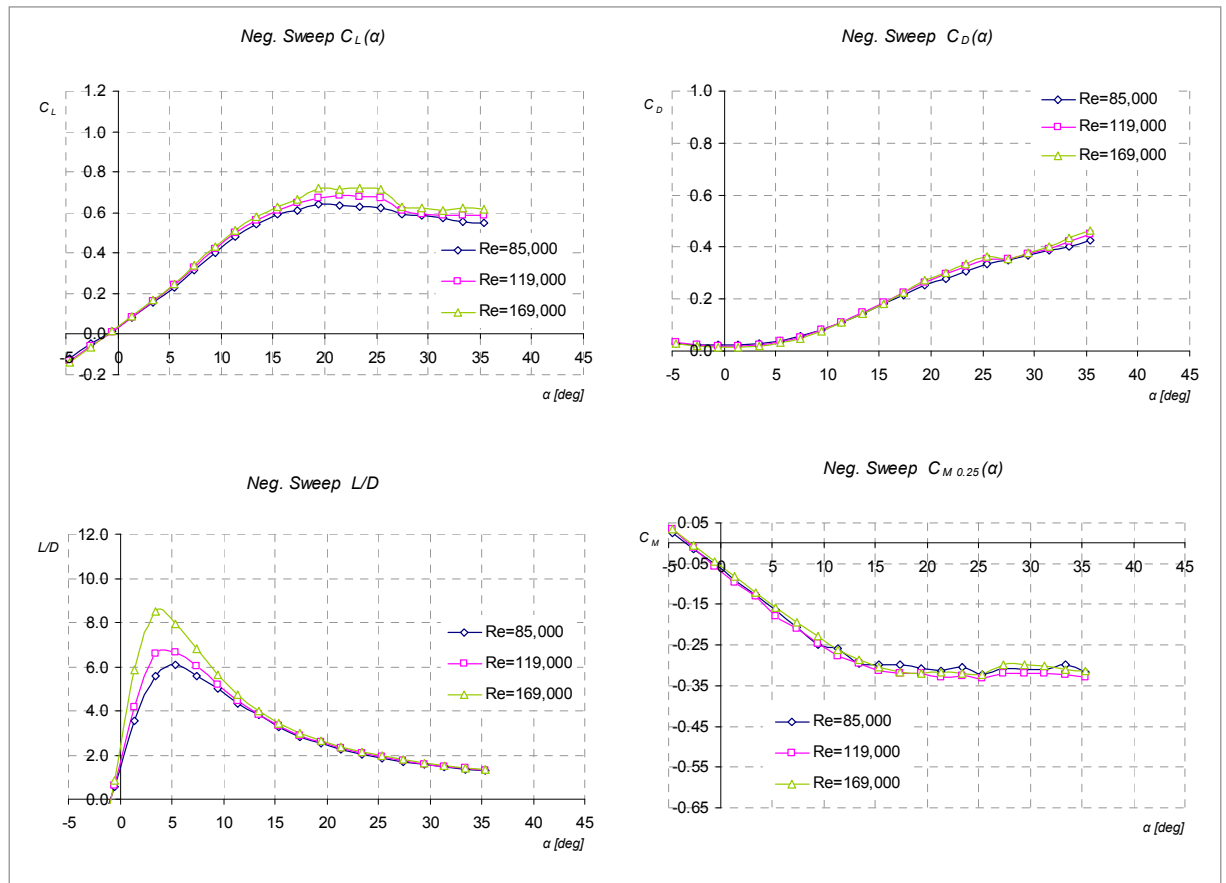 Neg. Sweep C L (α)
C L
1.2
1.0
0.8
0.6
0.4
0.2
0.0
-0.2
-5 0 5 10 15 20 25 30 35 40 45
α [deg]
Re=85,000
Re=119,000
Re=169,000
Neg. Sweep C D (α)
C D
1.0
0.8
0.6
0.4
0.2
0.0
-5 0 5 10 15 20 25 30 35 40 45
α [deg]
Re=85,000
Re=119,000
Re=169,000
Neg. Sweep L/D
L/D
12.0
10.0
8.0
6.0
4.0
2.0
0.0
-5 0 5 10 15 20 25 30 35 40 45
α [deg]
Re=85,000
Re=119,000
Re=169,000
Neg. Sweep C M 0.25 (α)
C M
0.05
-0.05
-0.15
-0.25
-0.35
-0.45
-0.55
-0.65
-5 0 5 10 15 20 25 30 35 40 45
α [deg]
Re=85,000
Re=119,000
Re=169,000